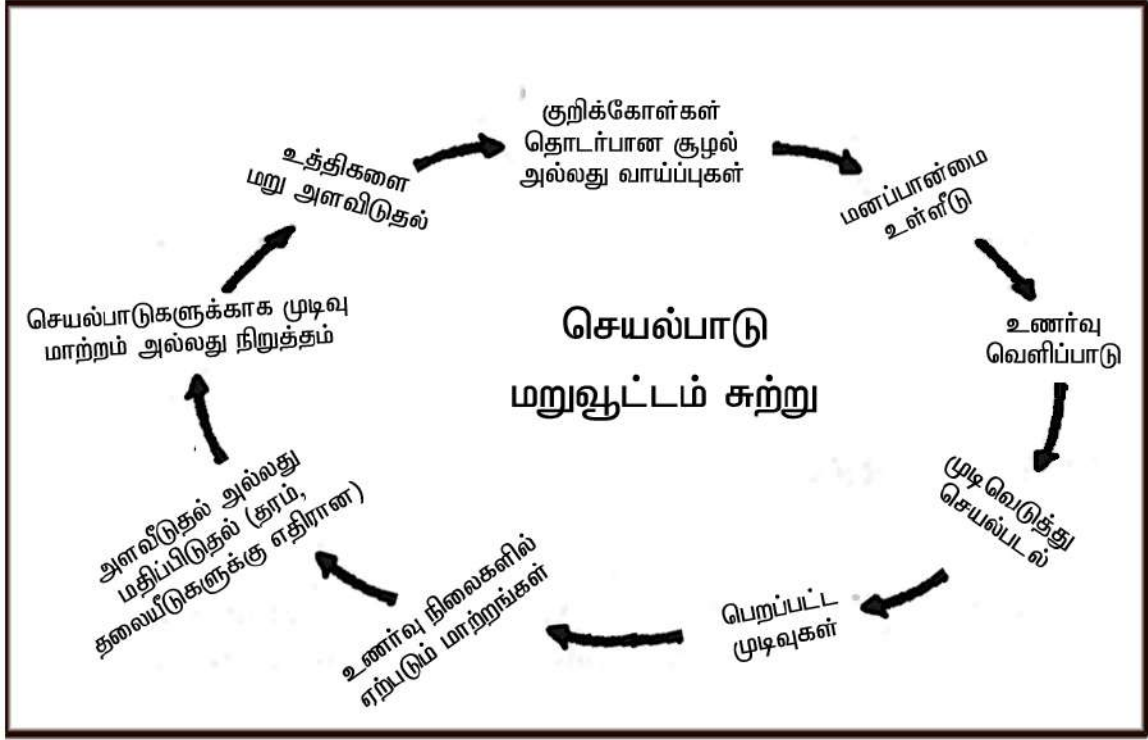 செயல்பாடு
மறுவூட்டம் சுற்று
குறிக்கோள்கள்
தொடர்பான சூழல்
அல்லது வாய்ப்புகள்
மனப்பான்மை
உள்ளீடு
உணர்வு
வெளிப்பாடு
முடிவெடுத்து
செயல்படல்
பெறப்பட்ட
முடிவுகள்
உணர்வு நிலைகளில்
ஏற்படும் மாற்றங்கள்
அளவீடுதல் அல்லது
மதிப்பிடுதல் (தரம்,
தலையீடுகளுக்கு எதிரான)
செயல்பாடுகளுக்காக முடிவு
மாற்றம் அல்லது நிறுத்தம்
உத்திகளை
மறு அளவிடுதல்